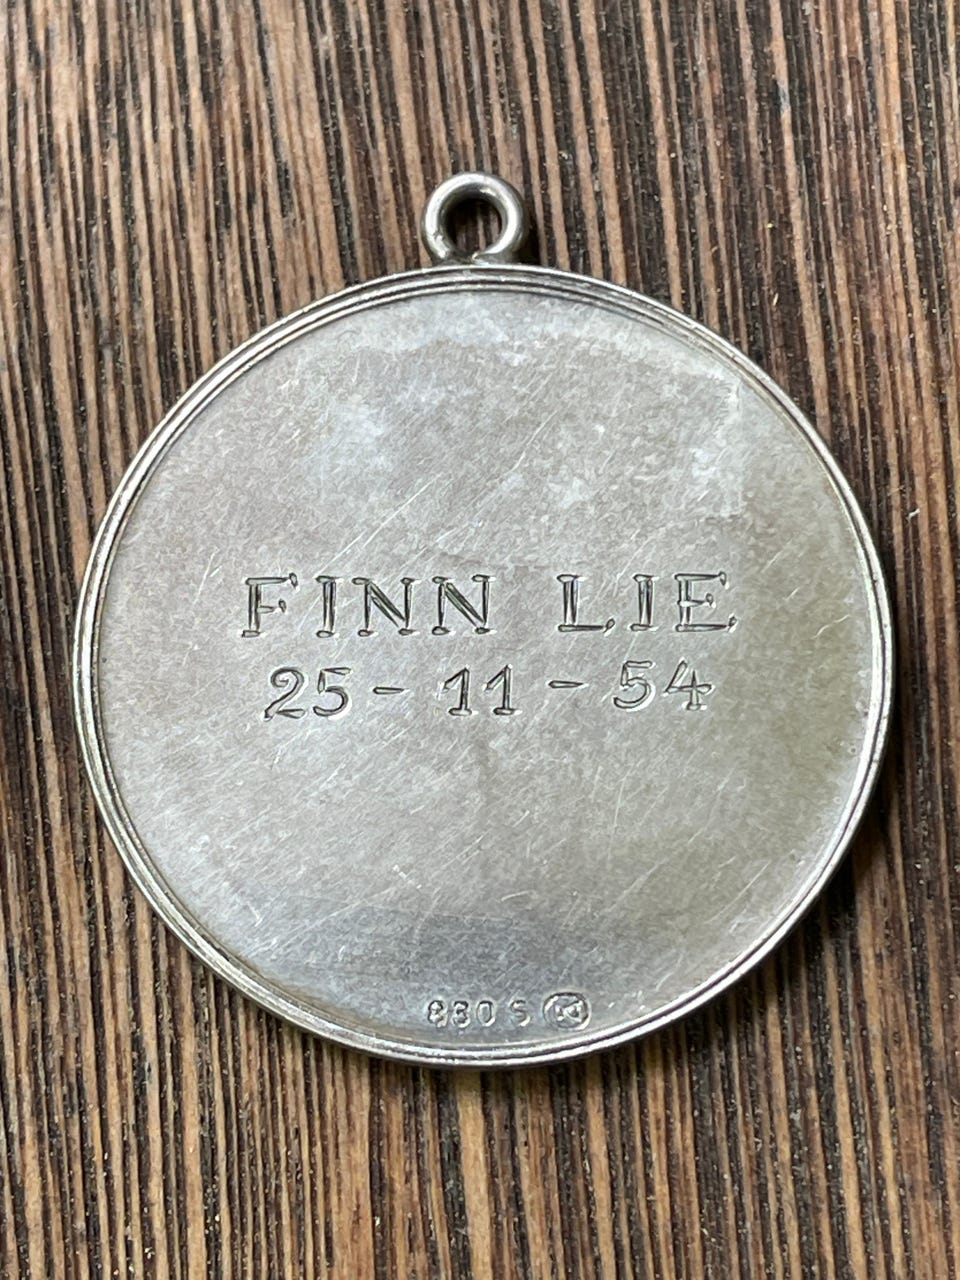 FINN LIE
25-11-54
830 S